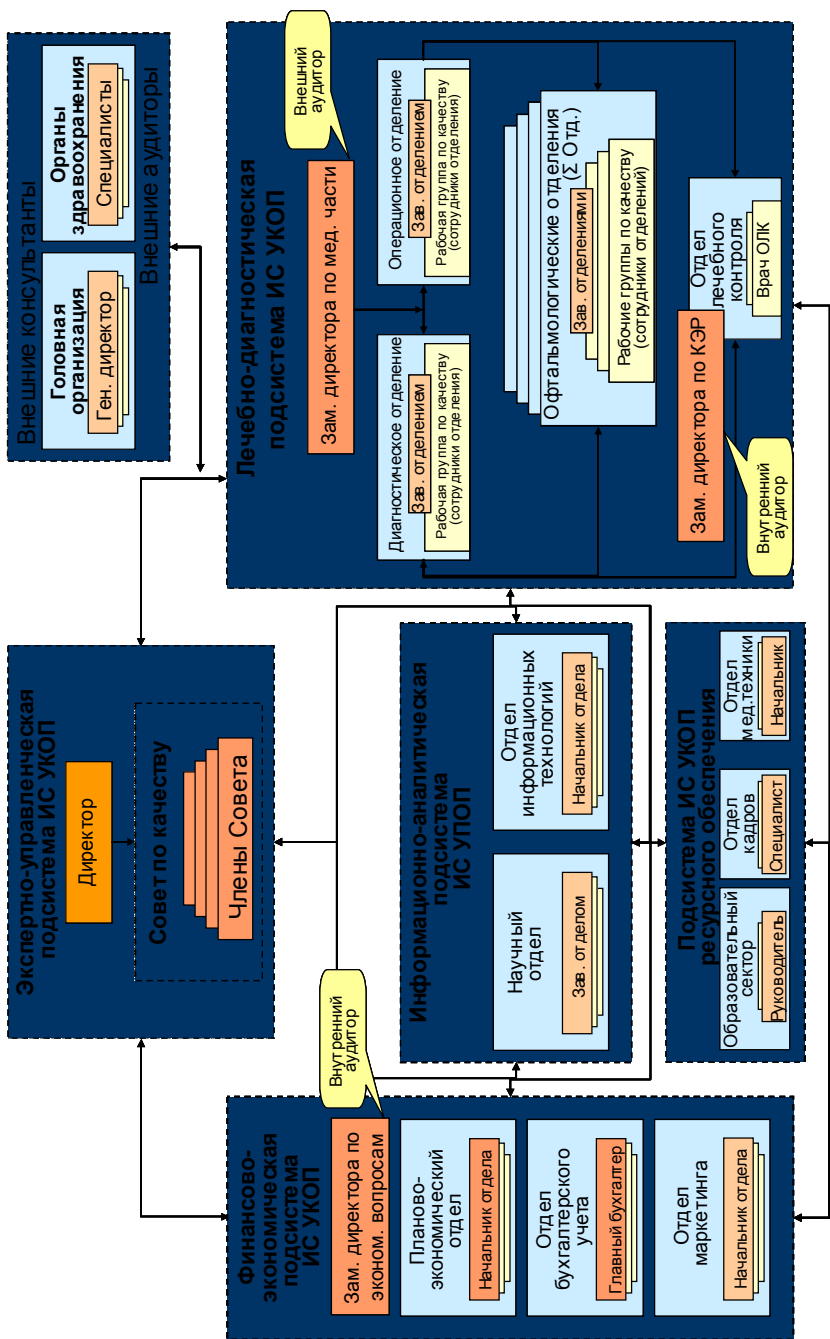 Экспертно-управленческая
подсистема ИС УКОП
Директор
Совет по качеству
Члены Совета
Внешние консультанты
Головная
организация
Ген. директор
Органы
здравоохранения
Специалисты
Внешние аудиторы
Финансово-
экономическая
подсистема
ИС УКОП
Зам. директора по
эконом. вопросам
Внутренний
аудитор
Планово-
экономический
отдел
Начальник отдела
Отдел
бухгалтерского
учета
Главный бухгалтер
Отдел
маркетинга
Начальник отдела
Информационно-аналитическая
подсистема
ИС УПОП
Научный
отдел
Зав. отделом
Отдел
информационных
технологий
Начальник отдела
Подсистема ИС УКОП
ресурсного обеспечения
Образовательный
сектор
Руководитель
Отдел
кадров
Специалист
Отдел
мед.техники
Начальник
Лечебно-диагностическая
подсистема ИС УКОП
Зам. директора по мед. части
Внешний
аудитор
Диагностическое отделение
Зав. отделением
Рабочая группа по качеству
(сотрудники отделения)
Операционное отделение
Зав. отделением
Рабочая группа по качеству
(сотрудники отделения)
Офтальмологические отделения
(Σ Отд.)
Зав. отделениями
Рабочие группы по качеству
(сотрудники отделений)
Зам. директора по КЭР
Внутренний
аудитор
Отдел
лечебного
контроля
Врач ОЛК